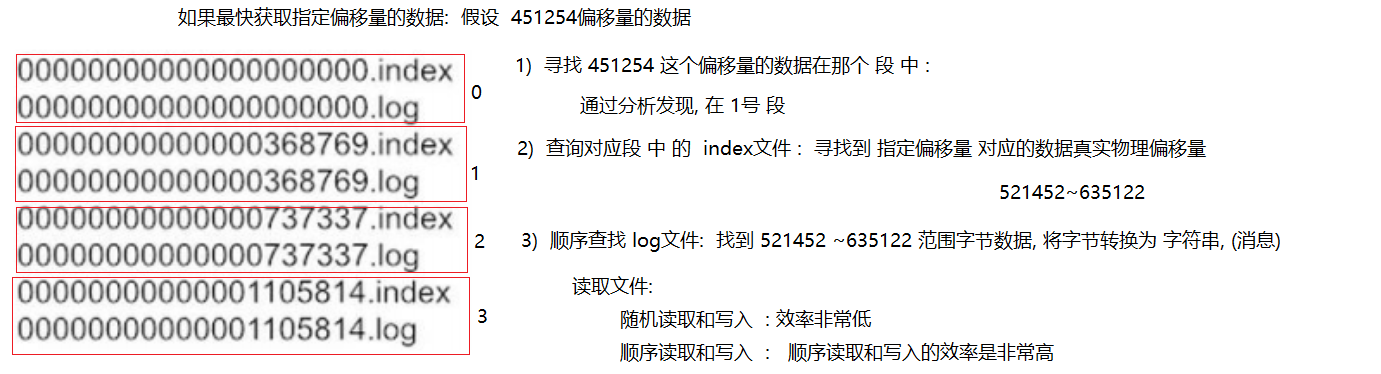 如果最快获取指定偏移量的数据: 假设 451254偏移量的数据
00000000000000000000.index
00000000000000000000.log
0
00000000000000368769.index
00000000000000368769.log
1
00000000000000737337.index
00000000000000737337.log
2
00000000000001105814.index
00000000000001105814.log
3
1) 寻找 451254 这个偏移量的数据在那个 段 中 :
通过分析发现, 在 1号 段
2) 查询对应段 中 的 index文件 : 寻找到 指定偏移量 对应的数据真实物理偏移量
521452~635122
3) 顺序查找 log文件: 找到 521452 ~635122 范围字节数据, 将字节转换为 字符串, (消息)
读取文件:
随机读取和写入 : 效率非常低
顺序读取和写入 : 顺序读取和写入的效率是非常高